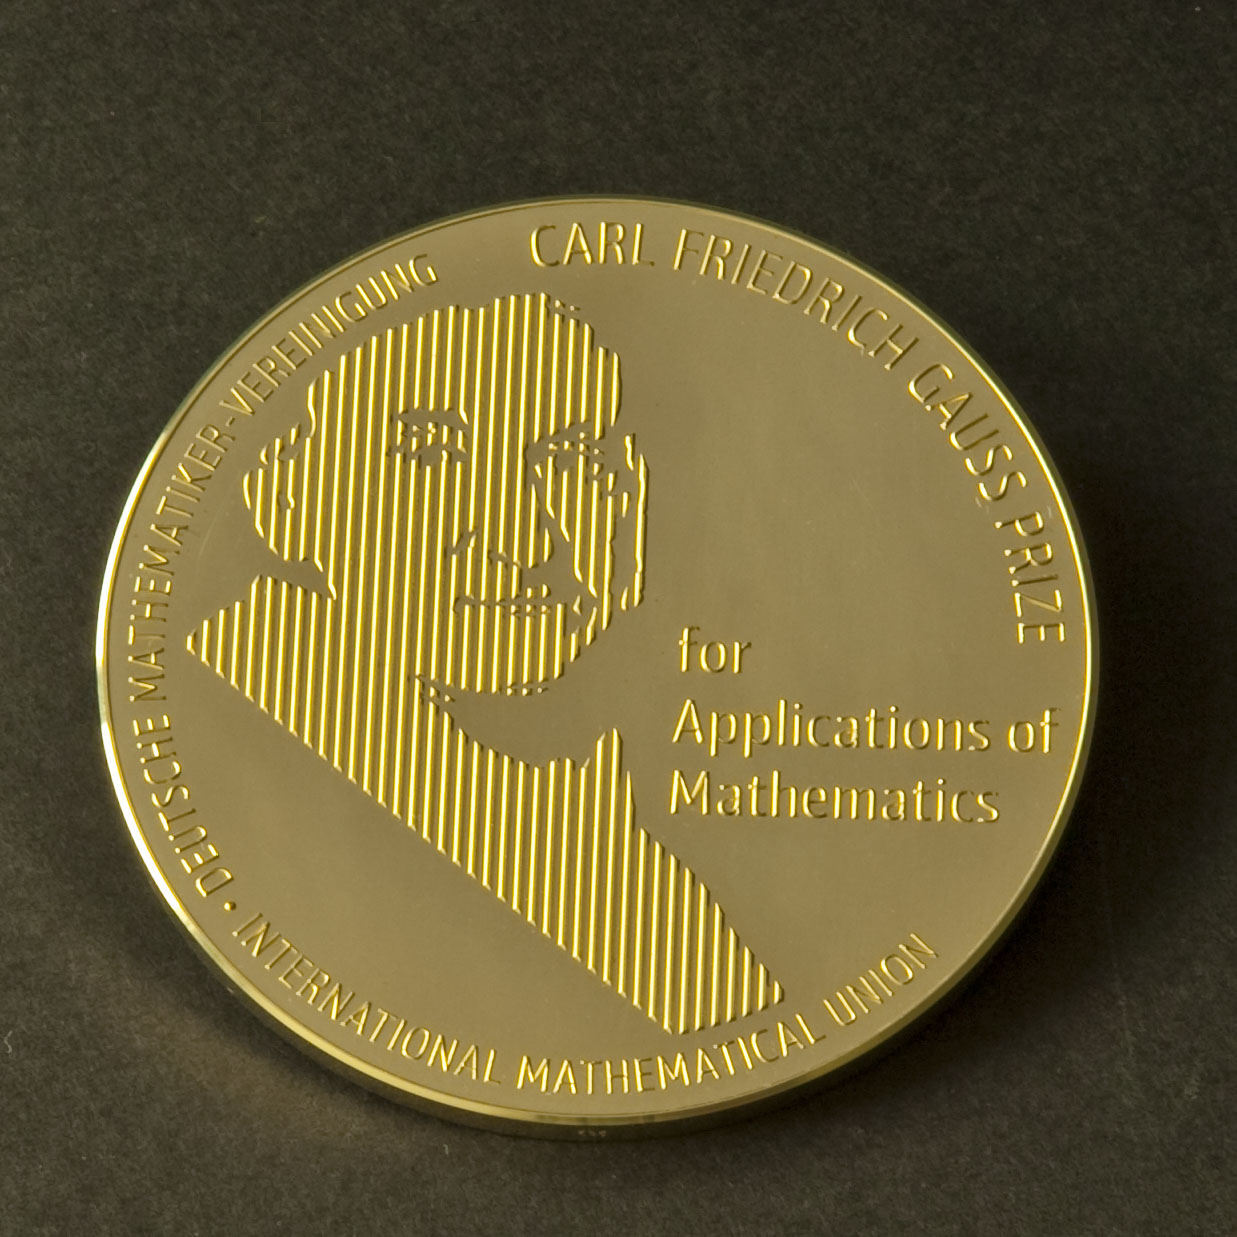 CARL FRIEDRICH GAUSS PRIZE
for
Applications of
Mathematics
DEUTSCHE MATHEMATIKER-VEREINIGUNG
• INTERNATIONAL MATHEMATICAL UNION